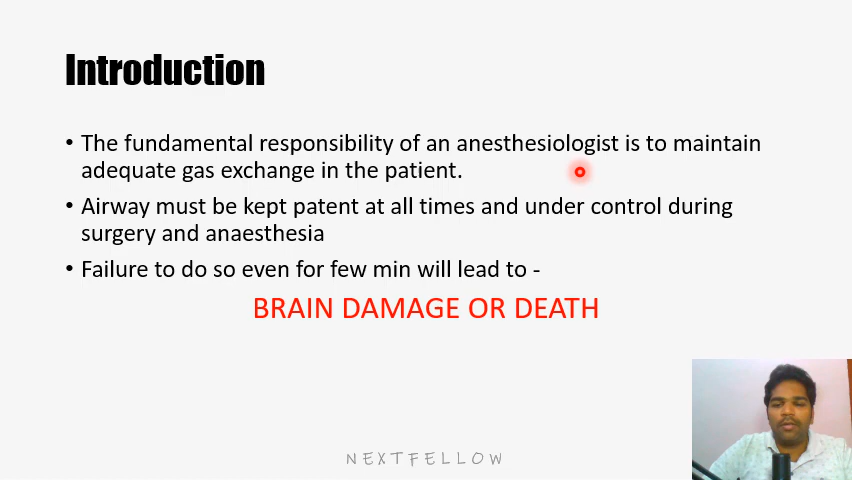 Introduction
• The fundamental responsibility of an anesthesiologist is to maintain
adequate gas exchange in the patient.
• Airway must be kept patent at all times and under control during
surgery and anaesthesia
• Failure to do so even for few min will lead to -
BRAIN DAMAGE OR DEATH
NEXTFELLOW